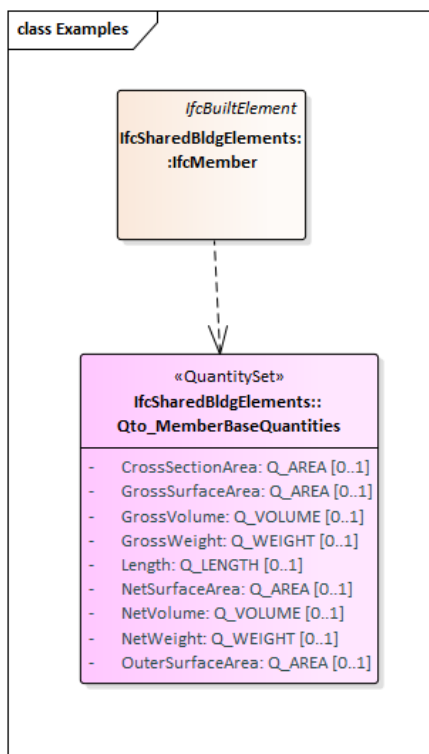 class Examples
IfcBuiltElement
IfcSharedBldgElements:
:IfcMember
«QuantitySet»
IfcSharedBldgElements::
Qto_MemberBaseQuantities
- CrossSectionArea: Q_AREA [0..1]
- GrossSurfaceArea: Q_AREA [0..1]
- GrossVolume: Q_VOLUME [0..1]
- GrossWeight: Q_WEIGHT [0..1]
- Length: Q_LENGTH [0..1]
- NetSurfaceArea: Q_AREA [0..1]
- NetVolume: Q_VOLUME [0..1]
- NetWeight: Q_WEIGHT [0..1]
- OuterSurfaceArea: Q_AREA [0..1]